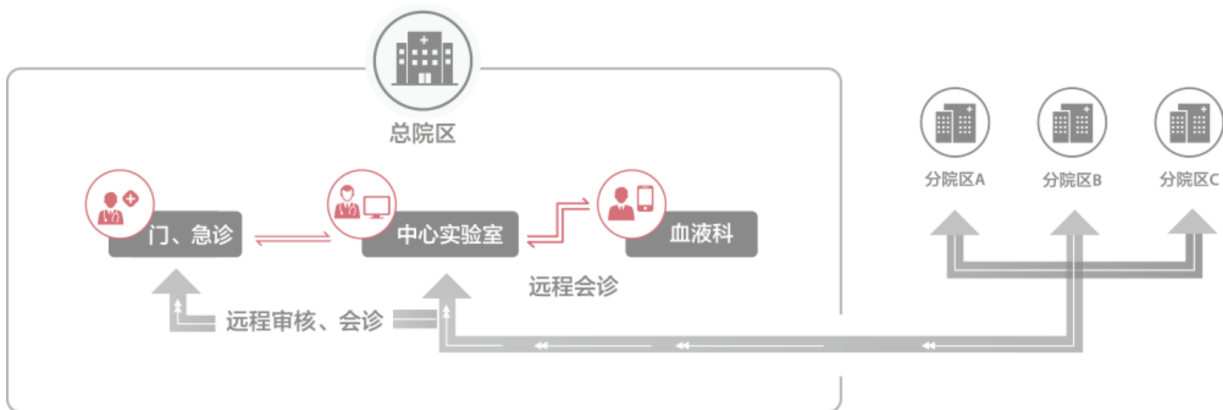 总院区
分院区A
分院区B
分院区C
门、急诊
中心实验室
血液科
远程会诊
远程审核、会诊